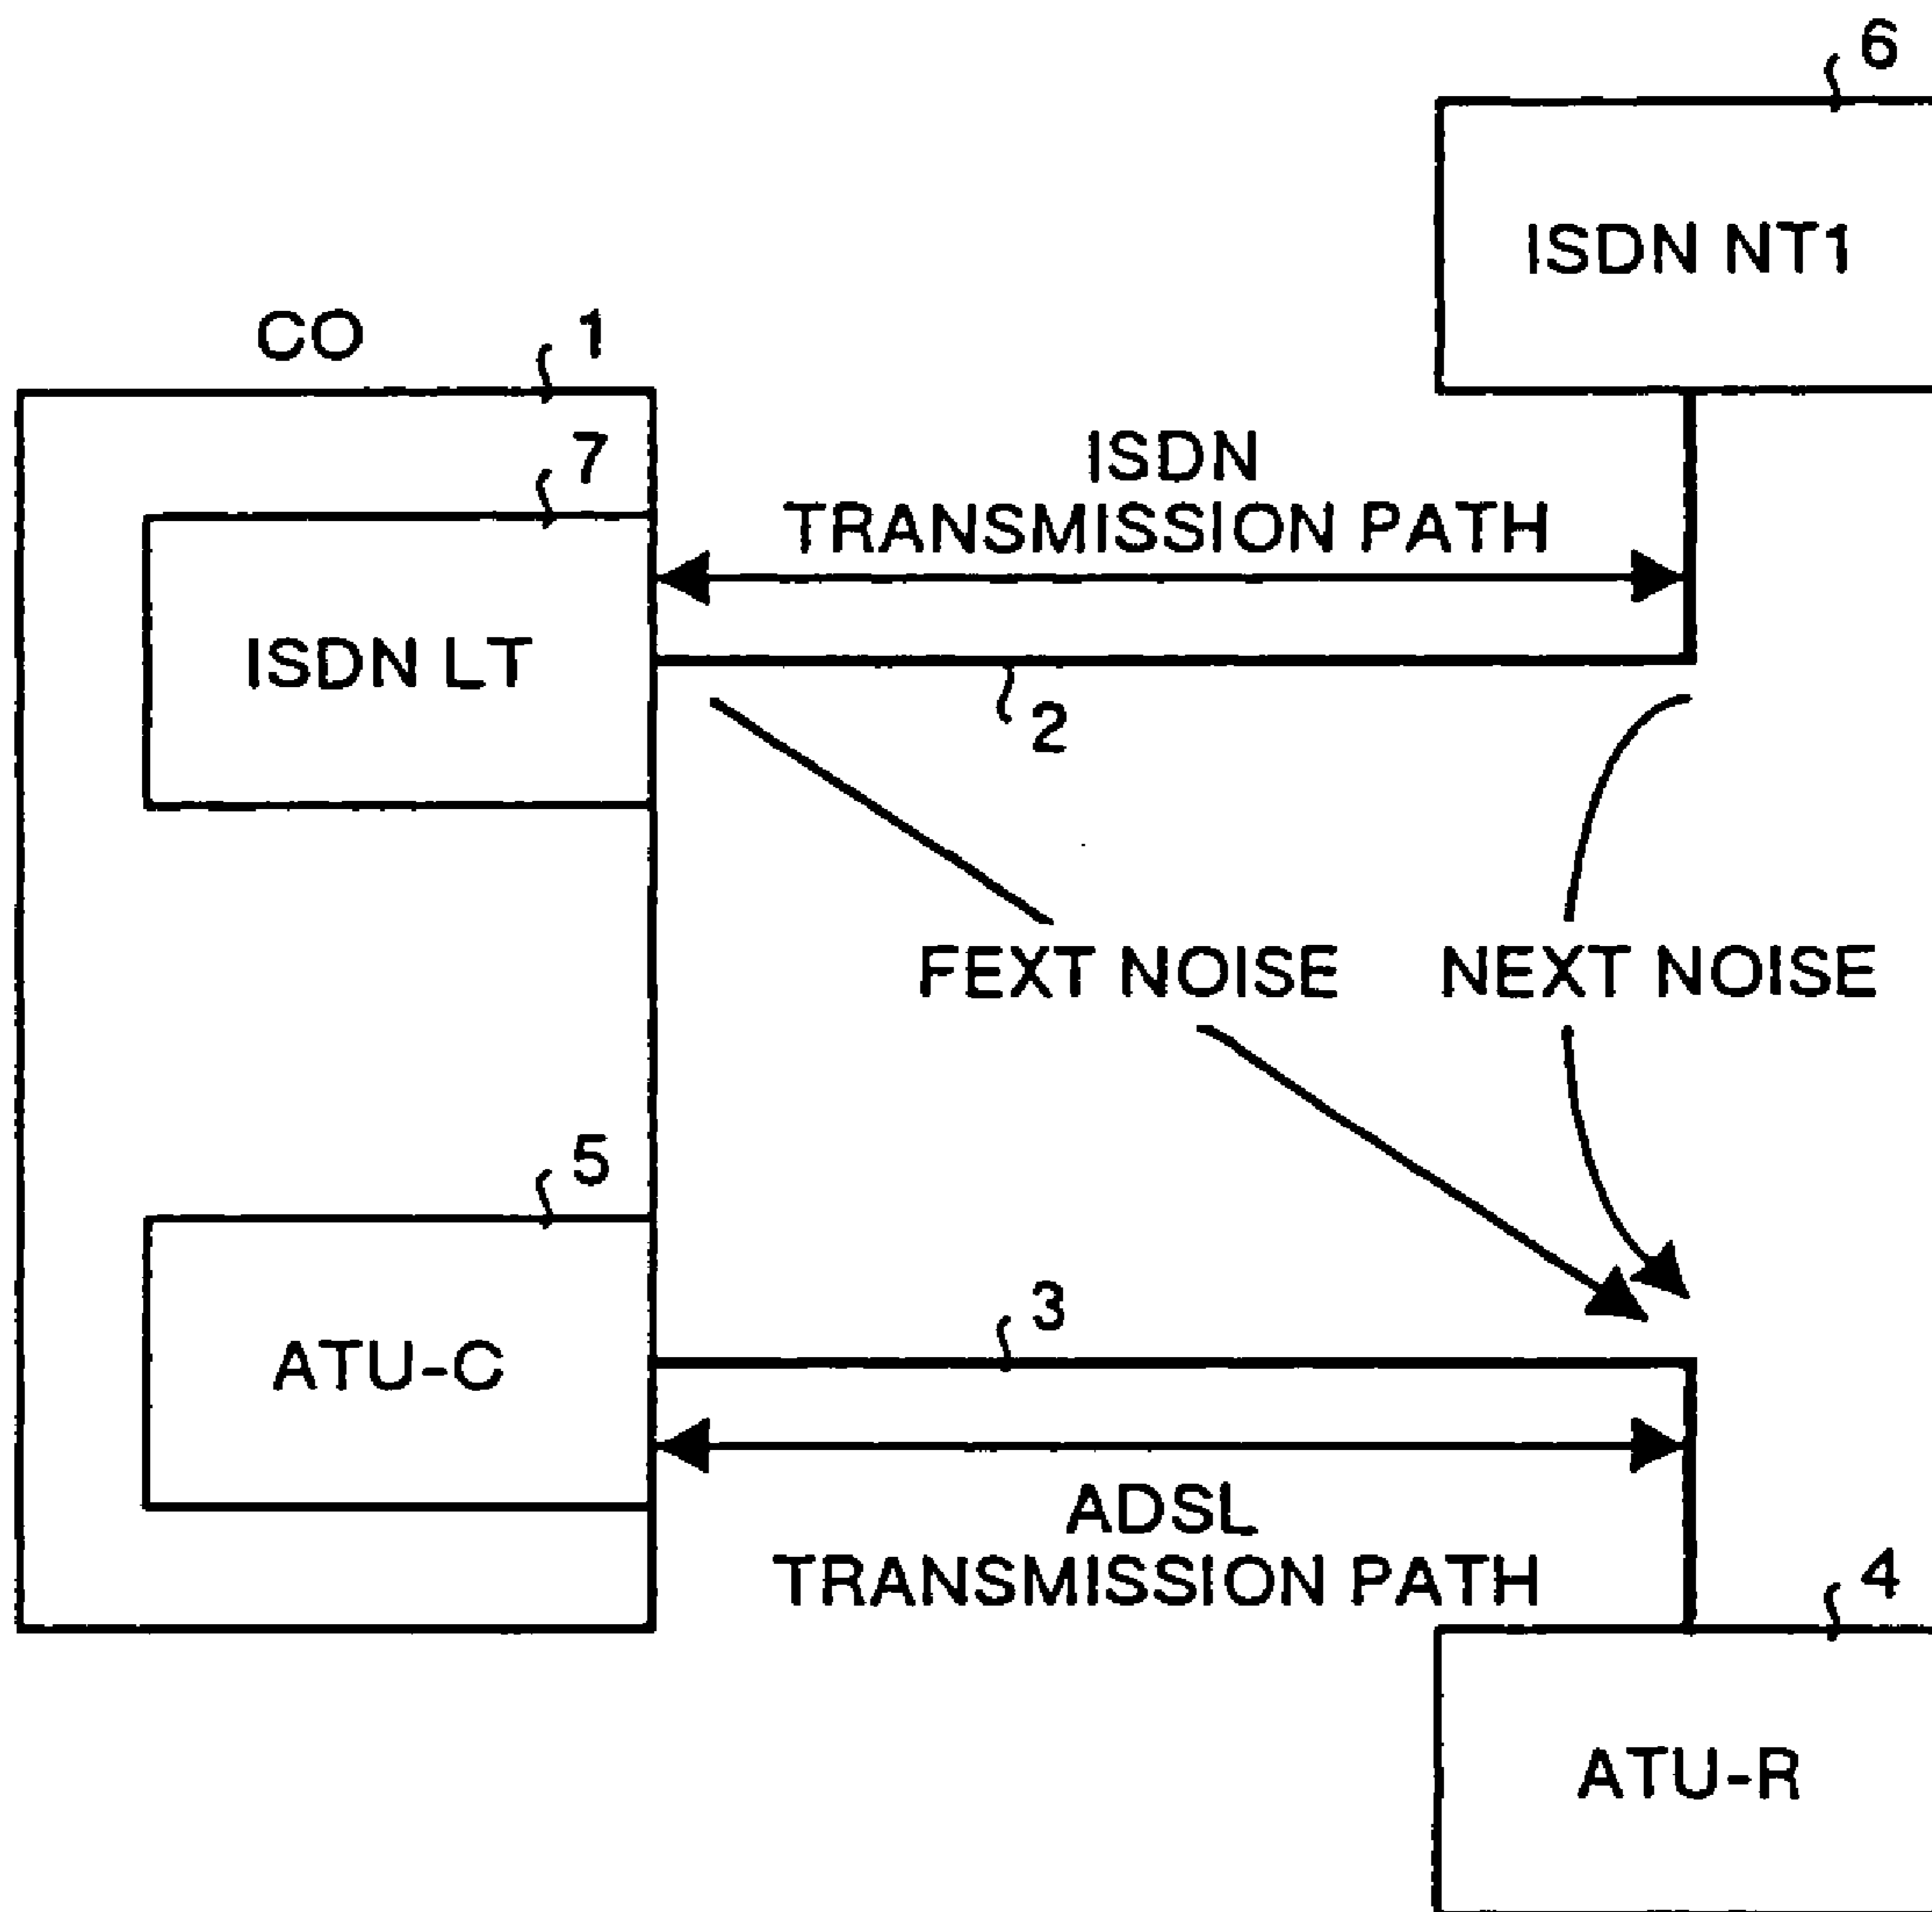 6
ISDN NT1
CO
1
7
ISDN
TRANSMISSION PATH
ISDN LT
2
FEXT NOISE
NEXT NOISE
5
3
ATU-C
ADSL
TRANSMISSION PATH
4
ATU-R